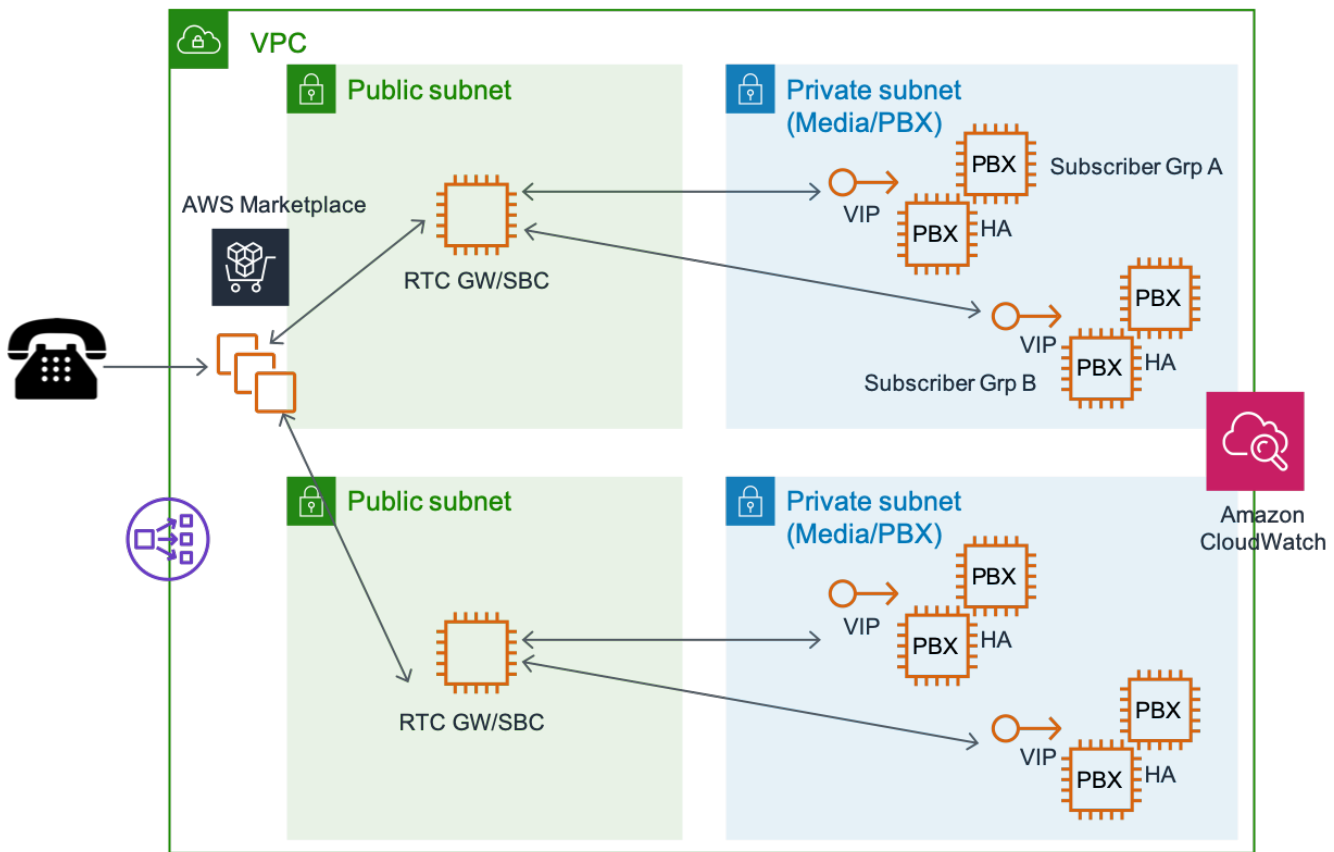 VPC
Public subnet
Private subnet
(Media/PBX)
AWS Marketplace
RTC GW/SBC
PBX
Subscriber Grp A
VIP
PBX
HA
PBX
VIP
PBX
HA
Subscriber Grp B
Public subnet
Private subnet
(Media/PBX)
Amazon
CloudWatch
RTC GW/SBC
PBX
VIP
PBX
HA
PBX
VIP
PBX
HA